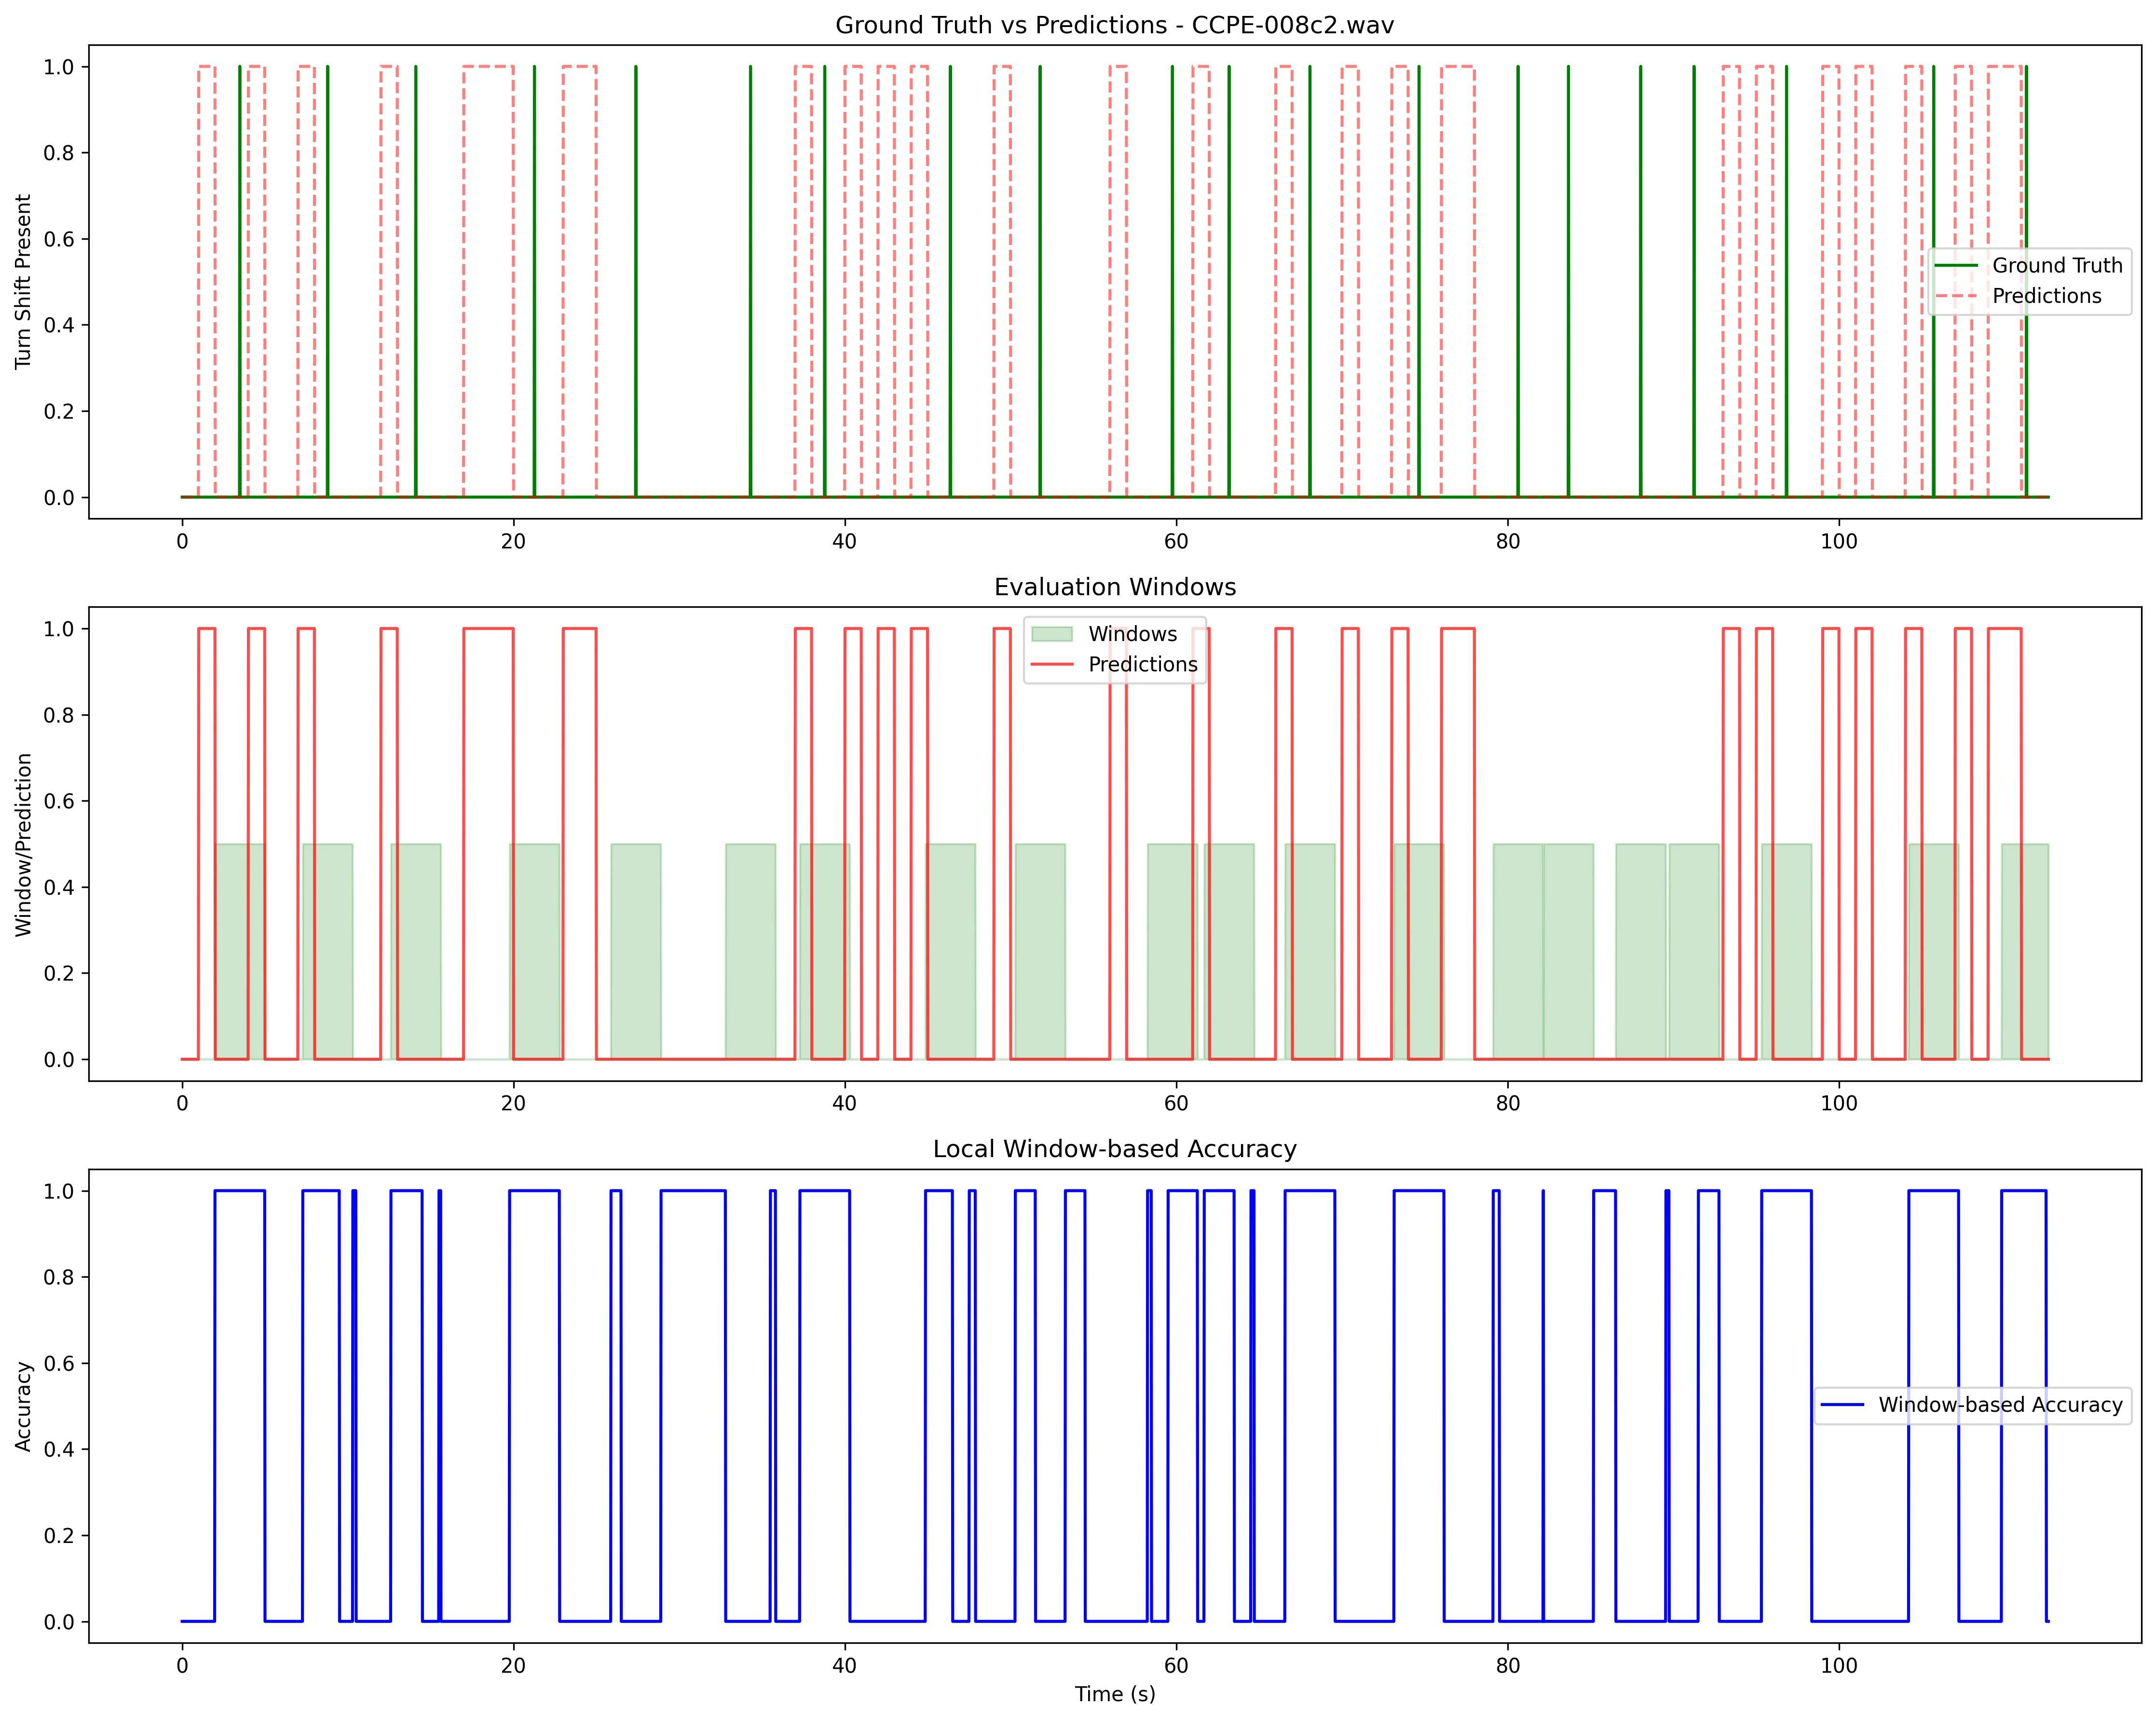 Ground Truth vs Predictions - CCPE-008c2.wav
Turn Shift Present
1.0
0.8
0.6
0.4
0.2
0.0
Ground Truth
Predictions
0 20 40 60 80 100
Evaluation Windows
Window/Prediction
1.0
0.8
0.6
0.4
0.2
0.0
Windows
Predictions
0 20 40 60 80 100
Local Window-based Accuracy
Accuracy
1.0
0.8
0.6
0.4
0.2
0.0
Window-based Accuracy
0 20 40 60 80 100
Time (s)